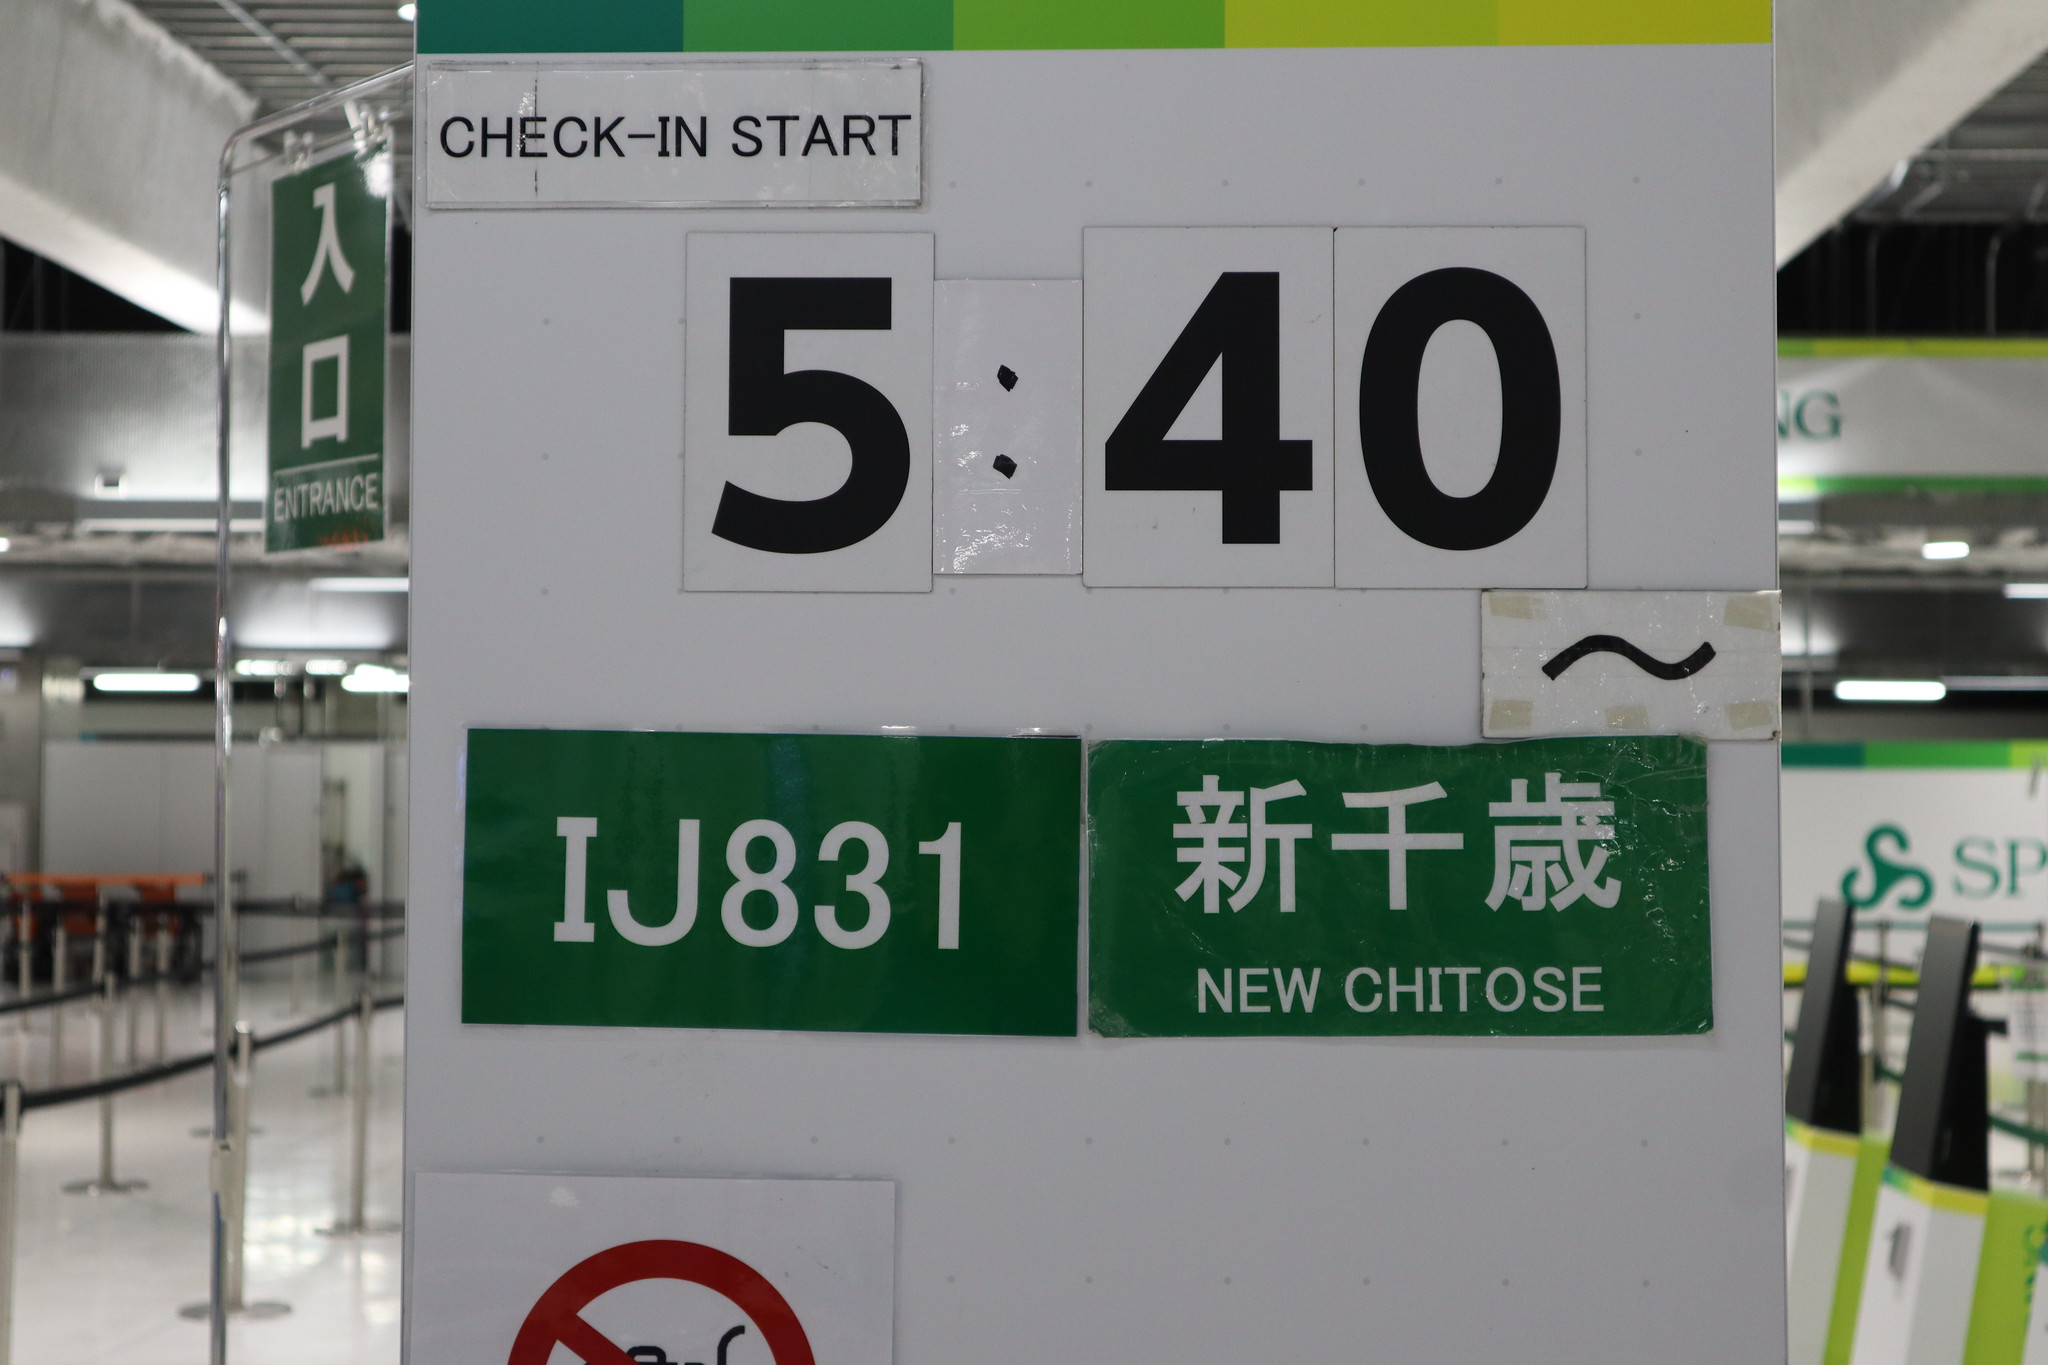 CHECK-IN START
5:40
～
IJ831
新千歳
NEW CHITOSE
入口
ENTRANCE
NG
SP